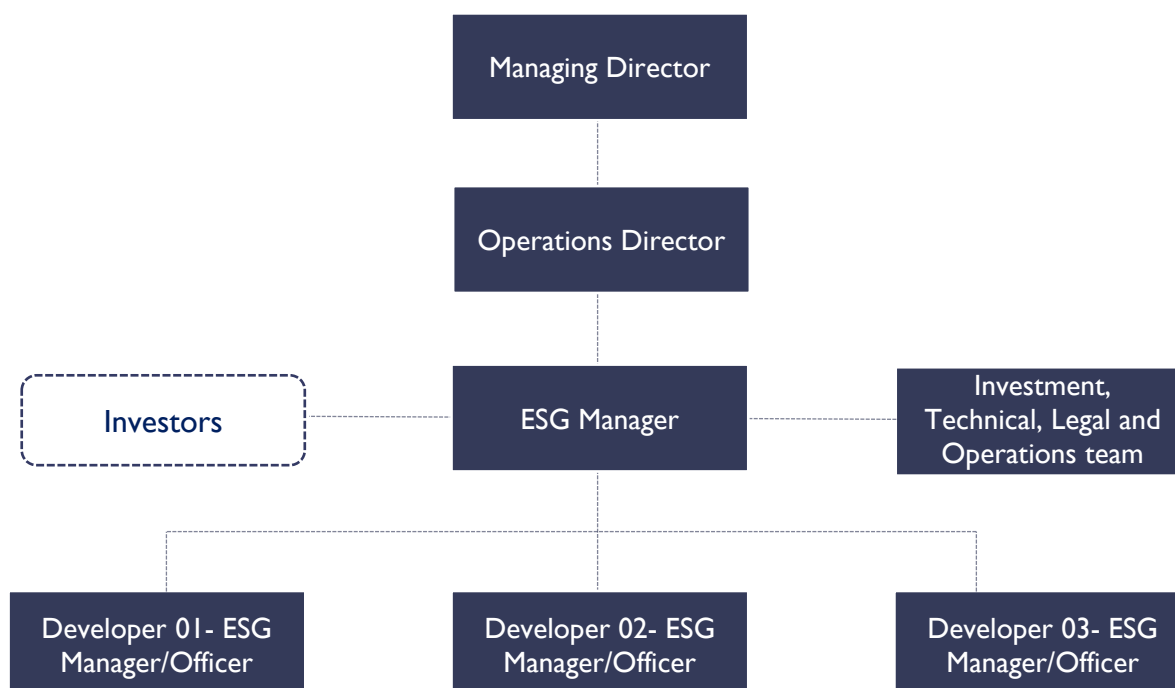 Managing Director
Operations Director
Investors
ESG Manager
Investment,
Technical, Legal and
Operations team
Developer 01- ESG
Manager/Officer
Developer 02- ESG
Manager/Officer
Developer 03- ESG
Manager/Officer